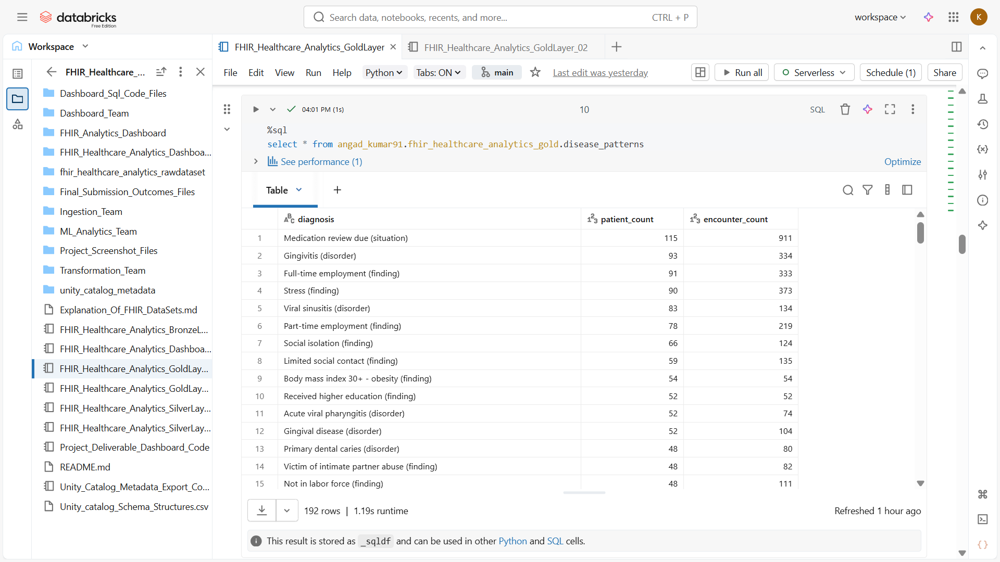 databricks
Free Edition
Search data, notebooks, recents, and more...
CTRL + P
workspace
K
Workspace
FHIR_Healthcare_Analytics_GoldLayer
FHIR_Healthcare_Analytics_GoldLayer_02
FHIR_Healthcare_...
File
Edit
View
Run
Help
Python
Tabs: ON
main
Last edit was yesterday
Run all
Serverless
Schedule (1)
Share
Dashboard_Sql_Code_Files
Dashboard_Team
FHIR_Analytics_Dashboard
FHIR_Healthcare_Analytics_Dashboa...
fhir_healthcare_analytics_rawdataset
Final_Submission_Outcomes_Files
Ingestion_Team
ML_Analytics_Team
Project_Screenshot_Files
Transformation_Team
unity_catalog_metadata
Explanation_Of_FHIR_DataSets.md
FHIR_Healthcare_Analytics_BronzeL...
FHIR_Healthcare_Analytics_Dashboa...
FHIR_Healthcare_Analytics_GoldLay...
FHIR_Healthcare_Analytics_GoldLay...
FHIR_Healthcare_Analytics_SilverLay...
FHIR_Healthcare_Analytics_SilverLay...
Project_Deliverable_Dashboard_Code
README.md
Unity_Catalog_Metadata_Export_Co...
Unity_catalog_Schema_Structures.csv
04:01 PM (1s)
10
SQL
%sql
select * from angad_kumar91.fhir_healthcare_analytics_gold.disease_patterns
See performance (1)
Optimize
Table
diagnosis patient_count encounter_count
1 Medication review due (situation) 115 911
2 Gingivitis (disorder) 93 334
3 Full-time employment (finding) 91 333
4 Stress (finding) 90 373
5 Viral sinusitis (disorder) 83 134
6 Part-time employment (finding) 78 219
7 Social isolation (finding) 66 124
8 Limited social contact (finding) 59 135
9 Body mass index 30+ - obesity (finding) 54 54
10 Received higher education (finding) 52 52
11 Acute viral pharyngitis (disorder) 52 74
12 Gingival disease (disorder) 52 104
13 Primary dental caries (disorder) 48 80
14 Victim of intimate partner abuse (finding) 48 82
15 Not in labor force (finding) 48 111
192 rows | 1.19s runtime
Refreshed 1 hour ago
This result is stored as _sqldf and can be used in other Python and SQL cells.